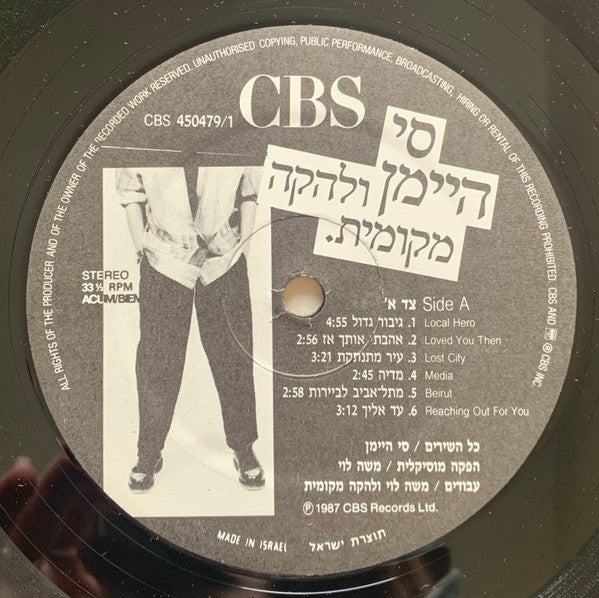 ALL RIGHTS OF THE PRODUCER AND OF THE OWNER OF THE RECORDED WORK RESERVED. UNAUTHORISED COPYING, PUBLIC PERFORMANCE, BROADCASTING, HIRING OR RENTAL OF THIS RECORDING PROHIBITED. CBS AND ® CBS INC.
CBS
CBS 450479/1
סי
היימן ולהקה
מקומית.
STEREO
33⅓ RPM
ACUM/BIEM
צד א' Side A
1. גיבור גדול 4:55 Local Hero
2. אהבתי אותך אז 2:56 Loved You Then
3. עיר מתנתקת 3:21 Lost City
4. מדיה 2:45 Media
5. מתל-אביב לביירות 2:58 Beirut
6. עד אליך 3:12 Reaching Out For You
כל השירים / סי היימן
הפקה מוסיקלית / משה לוי
עבודים / משה לוי ולהקה מקומית
℗ 1987 CBS Records Ltd.
MADE IN ISRAEL תוצרת ישראל